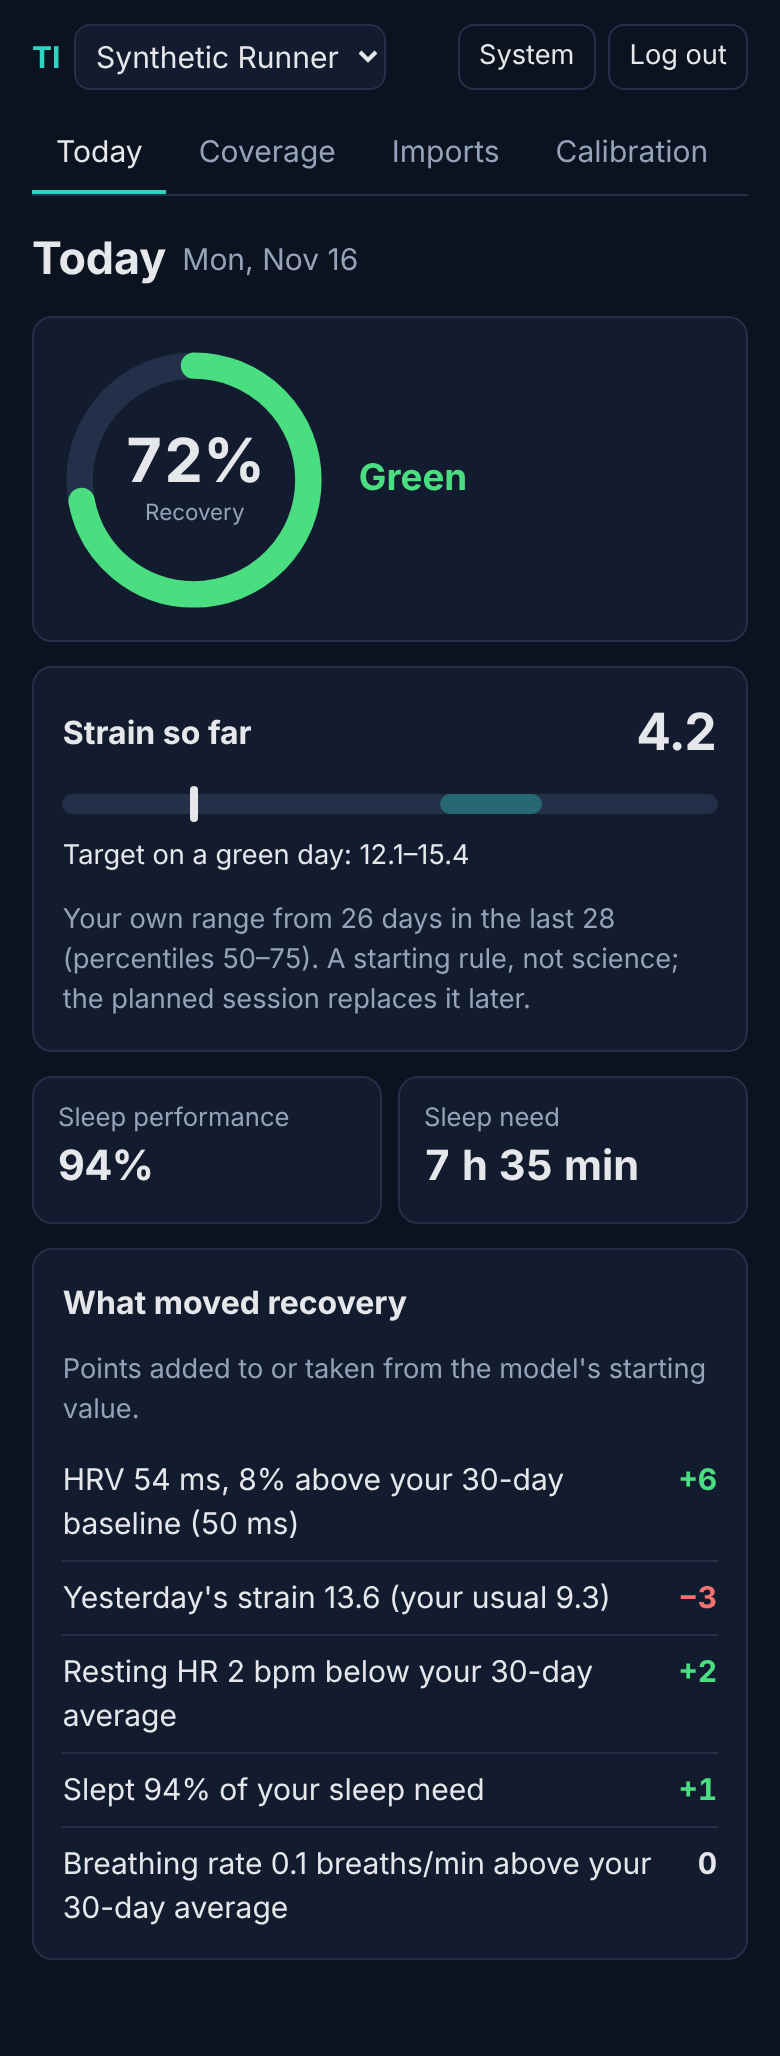 TI
Synthetic Runner
System
Log out
Today
Coverage
Imports
Calibration
Today Mon, Nov 16
72%
Recovery
Green
Strain so far
4.2
Target on a green day: 12.1–15.4
Your own range from 26 days in the last 28
(percentiles 50–75). A starting rule, not science;
the planned session replaces it later.
Sleep performance
94%
Sleep need
7 h 35 min
What moved recovery
Points added to or taken from the model's starting
value.
HRV 54 ms, 8% above your 30-day
baseline (50 ms)
+6
Yesterday's strain 13.6 (your usual 9.3)
−3
Resting HR 2 bpm below your 30-day
average
+2
Slept 94% of your sleep need
+1
Breathing rate 0.1 breaths/min above your
30-day average
0